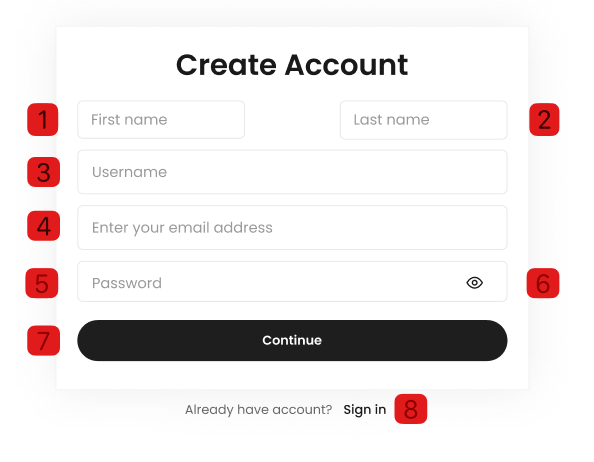 Create Account
1 First name Last name 2
3 Username
4 Enter your email address
5 Password 6
7 Continue
Already have account? Sign in 8